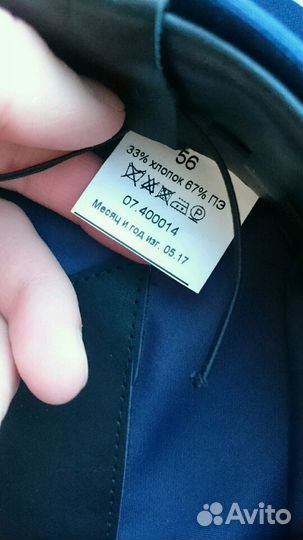 56
33% хлопок 67% ПЭ
07.400014
Месяц и год изг. 05.17
Avito